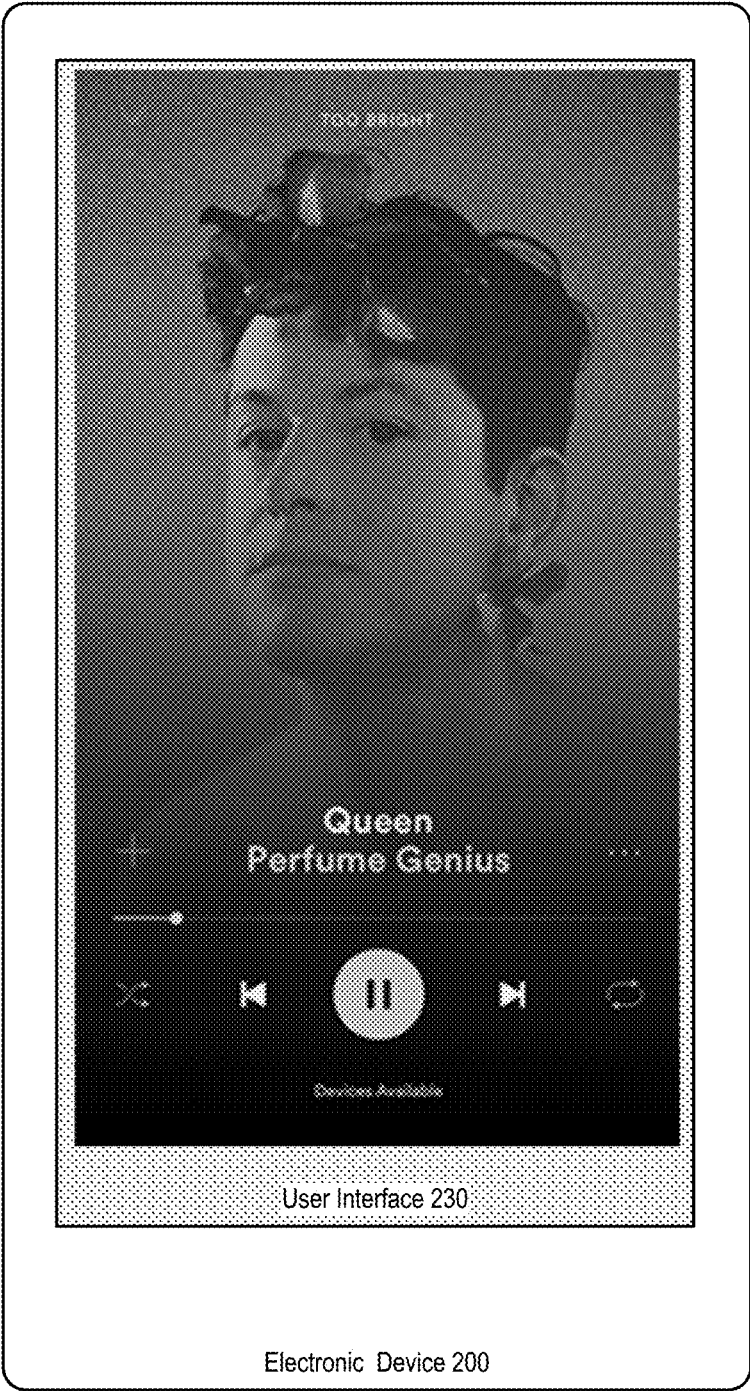 TOO BRIGHT
Queen
Perfume Genius
Devices Available
User Interface 230
Electronic Device 200